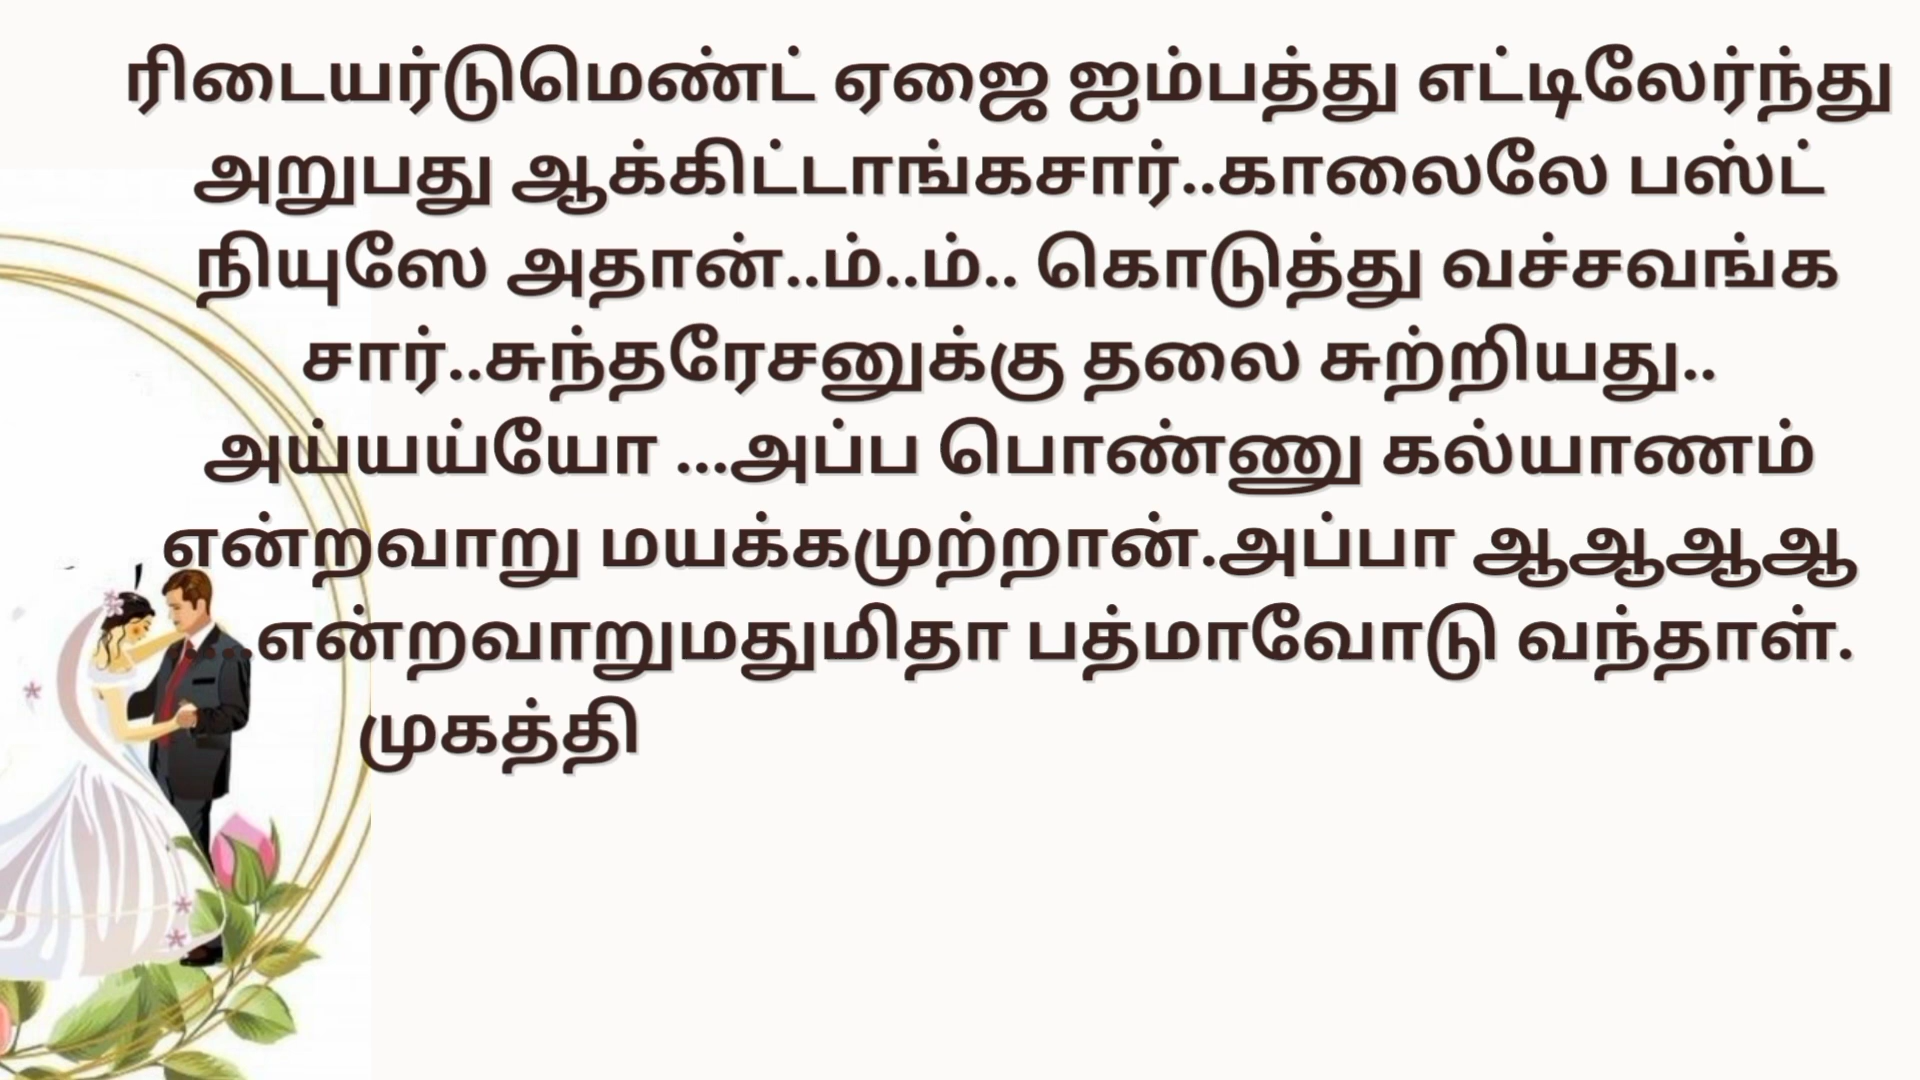 ரிடையர்டுமெண்ட் ஏஜை ஐம்பத்து எட்டிலேர்ந்து
அறுபது ஆக்கிட்டாங்கசார்..காலைலே பஸ்ட்
நியுஸே அதான்..ம்..ம்.. கொடுத்து வச்சவங்க
சார்..சுந்தரேசனுக்கு தலை சுற்றியது..
அய்யய்யோ ...அப்ப பொண்ணு கல்யாணம்
என்றவாறு மயக்கமுற்றான்.அப்பா ஆஆஆஆ
....என்றவாறுமதுமிதா பத்மாவோடு வந்தாள்.
முகத்தி